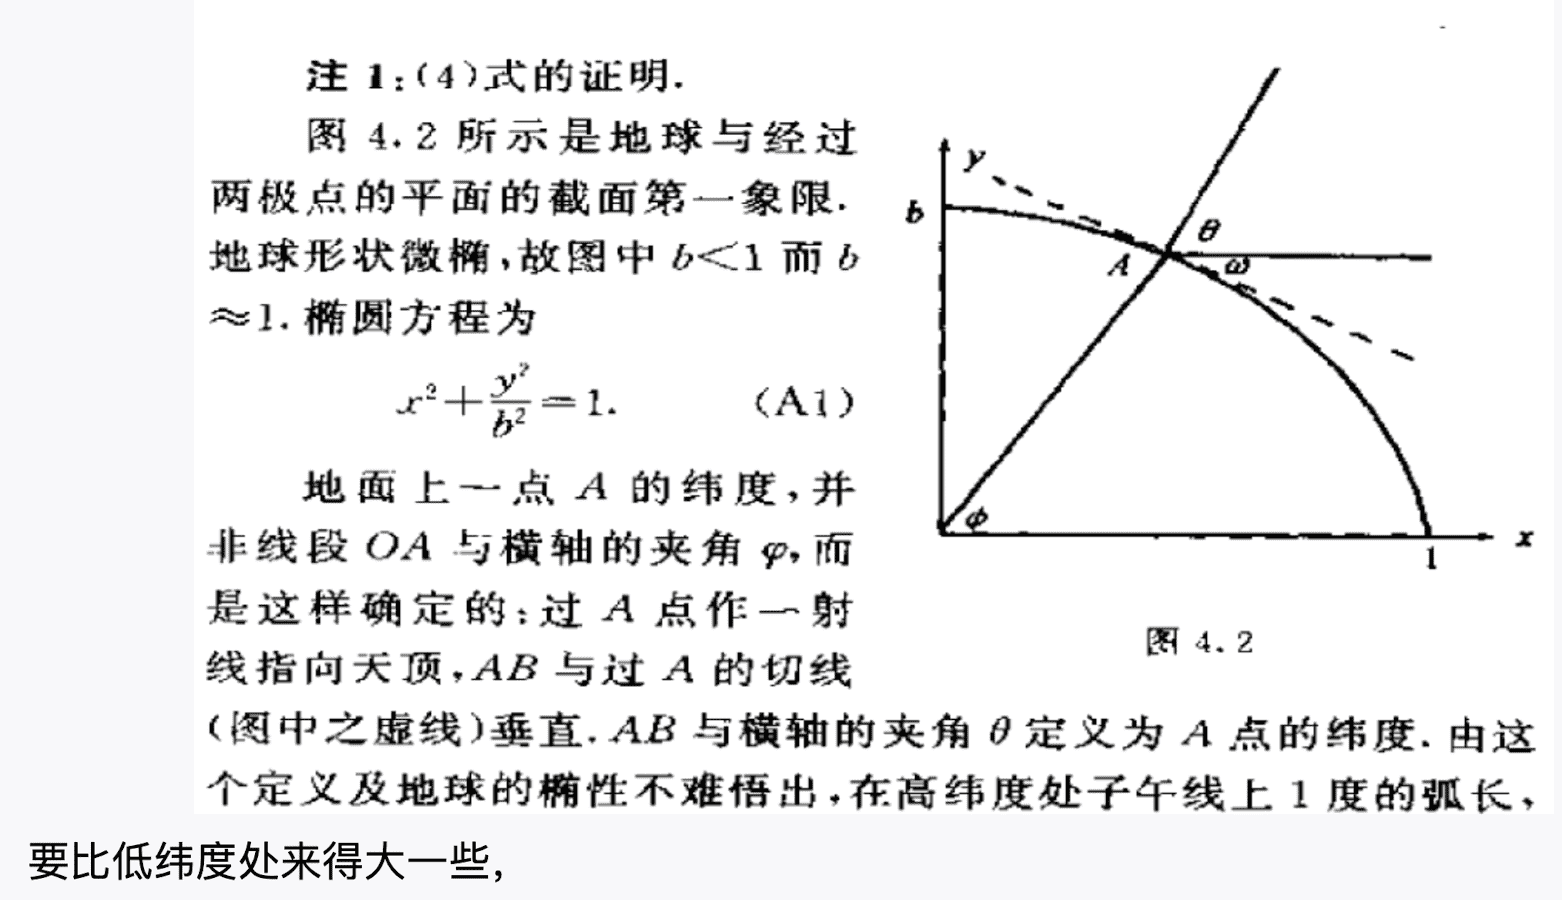 注 1:(4)式的证明.
图 4.2 所示是地球与经过
两极点的平面的截面第一象限.
地球形状微椭,故图中 b<1 而 b
≈1. 椭圆方程为
x²+y²/b²=1. (A1)
地面上一点 A 的纬度,并
非线段 OA 与横轴的夹角 φ,而
是这样确定的:过 A 点作一射
线指向天顶,AB 与过 A 的切线
(图中之虚线)垂直. AB 与横轴的夹角 θ 定义为 A 点的纬度. 由这
个定义及地球的椭性不难悟出,在高纬度处子午线上 1 度的弧长,
要比低纬度处来得大一些,
y
b
θ
A
ω
φ
x
1
图 4.2